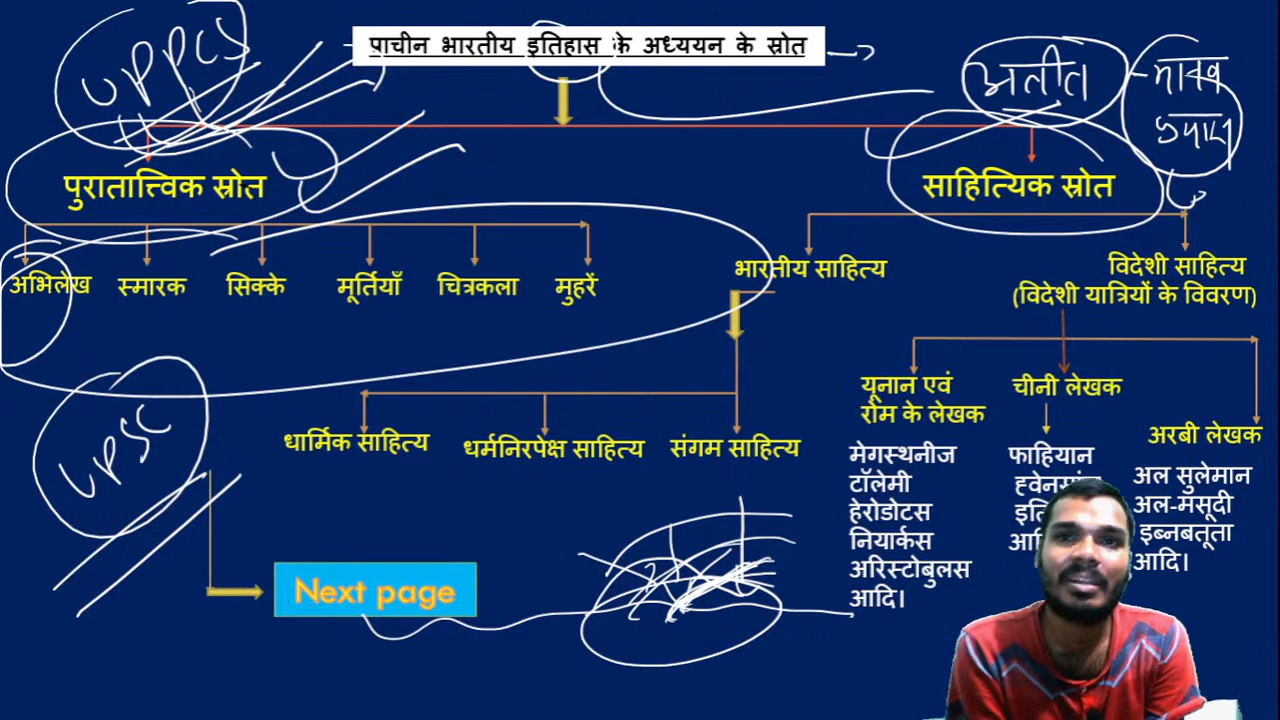 UPPCS
प्राचीन भारतीय इतिहास के अध्ययन के स्रोत
अतीत
मानव
पुरातात्त्विक स्रोत
साहित्यिक स्रोत
अभिलेख
स्मारक
सिक्के
मूर्तियाँ
चित्रकला
मुहरें
भारतीय साहित्य
विदेशी साहित्य
(विदेशी यात्रियों के विवरण)
UPSC
धार्मिक साहित्य
धर्मनिरपेक्ष साहित्य
संगम साहित्य
यूनान एवं
रोम के लेखक
मेगस्थनीज
टॉलेमी
हेरोडोटस
नियार्कस
अरिस्टोबुलस
आदि।
चीनी लेखक
फाहियान
अरबी लेखक
अल सुलेमान
अल-मसूदी
इब्नबतूता
आदि।
Next page